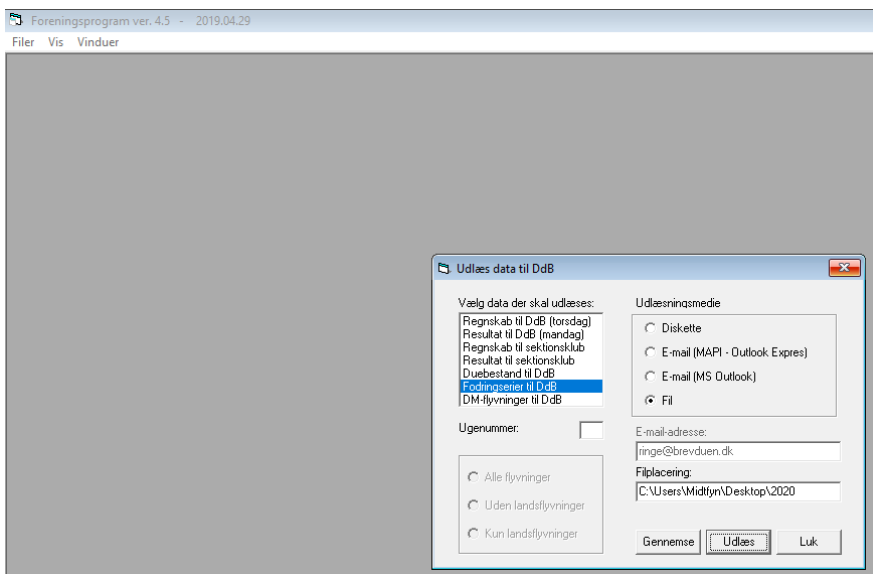 Foreningsprogram ver. 4.5 - 2019.04.29
Filer Vis Vinduer
Udlæs data til DdB
Vælg data der skal udlæses:
Regnskab til DdB (torsdag)
Resultat til DdB (mandag)
Regnskab til sektionsklub
Resultat til sektionsklub
Duebestand til DdB
Fodringserier til DdB
DM-flyvninger til DdB
Ugenummer:
Alle flyvninger
Uden landsflyvninger
Kun landsflyvninger
Udlæsningsmedie
Diskette
E-mail (MAPI - Outlook Expres)
E-mail (MS Outlook)
Fil
E-mail-adresse:
ringe@brevduen.dk
Filplacering:
C:\Users\Midtfyn\Desktop\2020
Gennemse Udlæs Luk